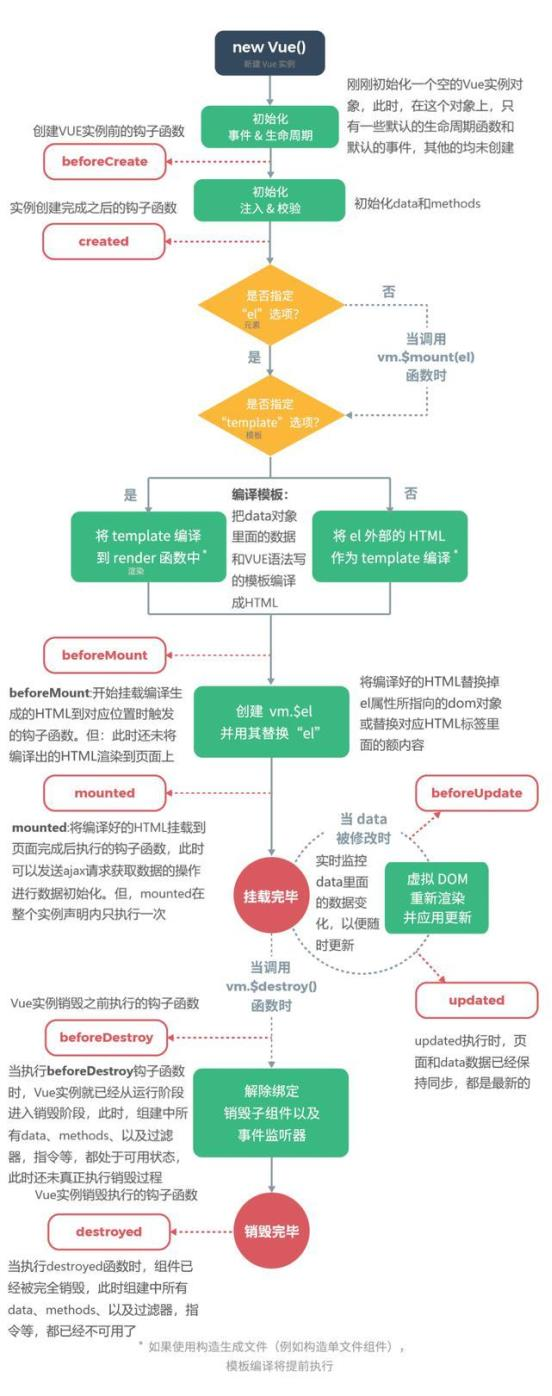 new Vue()
新建 Vue 实例
刚刚初始化一个空的Vue实例对
象，此时，在这个对象上，只
有一些默认的生命周期函数和
默认的事件，其他的均未创建
初始化
事件 & 生命周期
创建VUE实例前的钩子函数
beforeCreate
初始化
注入 & 校验
初始化data和methods
实例创建完成之后的钩子函数
created
是否指定
“el”选项?
元素
否
当调用
vm.$mount(el)
函数时
是
是否指定
“template”选项?
模板
是
否
将 template 编译
到 render 函数中*
渲染
编译模板：
把data对象
里面的数据
和VUE语法写
的模板编译
成HTML
将 el 外部的 HTML
作为 template 编译*
beforeMount
beforeMount:开始挂载编译生
成的HTML到对应位置时触发
的钩子函数。但：此时还未将
编译出的HTML渲染到页面上
创建 vm.$el
并用其替换“el”
将编译好的HTML替换掉
el属性所指向的dom对象
或替换对应HTML标签里
面的额内容
mounted
mounted:将编译好的HTML挂载到
页面完成后执行的钩子函数，此时
可以发送ajax请求获取数据的操作
进行数据初始化。但，mounted在
整个实例声明内只执行一次
挂载完毕
当 data
被修改时
实时监控
data里面
的数据变
化，以便随
时更新
beforeUpdate
虚拟 DOM
重新渲染
并应用更新
updated
updated执行时，页
面和data数据已经保
持同步，都是最新的
当调用
vm.$destroy()
函数时
Vue实例销毁之前执行的钩子函数
beforeDestroy
当执行beforeDestroy钩子函数
时，Vue实例就已经从运行阶段
进入销毁阶段，此时，组建中所
有data、methods、以及过滤
器，指令等，都处于可用状态，
此时还未真正执行销毁过程
解除绑定
销毁子组件以及
事件监听器
Vue实例销毁执行的钩子函数
destroyed
销毁完毕
当执行destroyed函数时，组件已
经被完全销毁，此时组建中所有
data、methods、以及过滤器，指
令等，都已经不可用了
* 如果使用构造生成文件（例如构造单文件组件），
模板编译将提前执行